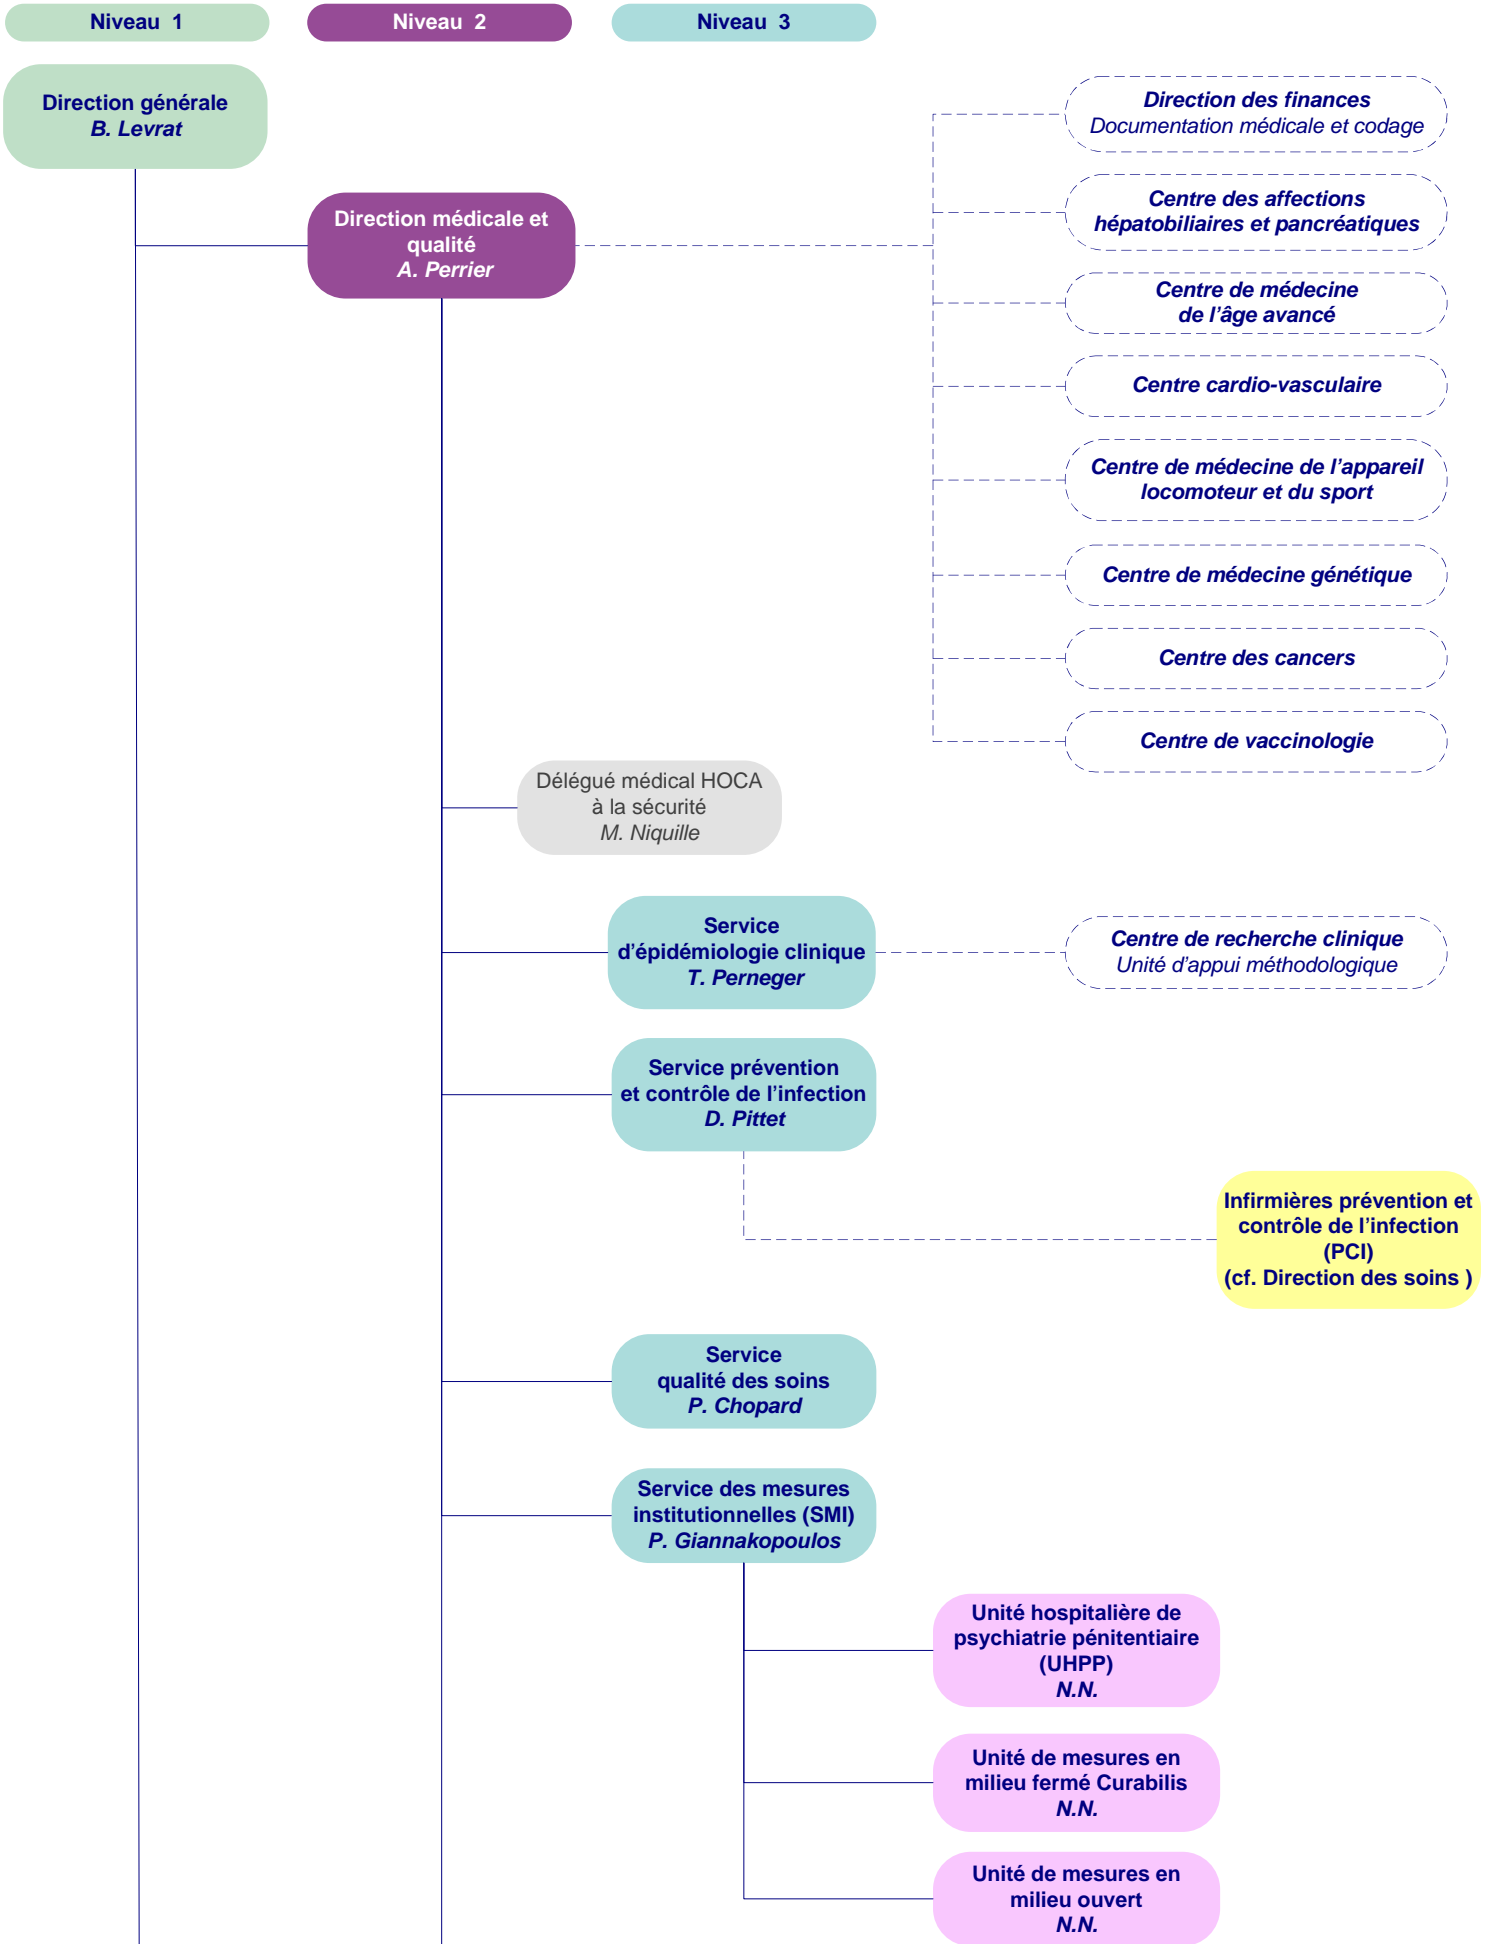 Niveau 1
Niveau 2
Niveau 3
Direction générale
B. Levrat
Direction médicale et
qualité
A. Perrier
Direction des finances
Documentation médicale et codage
Centre des affections
hépatobiliaires et pancréatiques
Centre de médecine
de l'âge avancé
Centre cardio-vasculaire
Centre de médecine de l'appareil
locomoteur et du sport
Centre de médecine génétique
Centre des cancers
Centre de vaccinologie
Délégué médical HOCA
à la sécurité
M. Niquille
Service
d'épidémiologie clinique
T. Perneger
Centre de recherche clinique
Unité d'appui méthodologique
Service prévention
et contrôle de l'infection
D. Pittet
Infirmières prévention et
contrôle de l'infection
(PCI)
(cf. Direction des soins )
Service
qualité des soins
P. Chopard
Service des mesures
institutionnelles (SMI)
P. Giannakopoulos
Unité hospitalière de
psychiatrie pénitentiaire
(UHPP)
N.N.
Unité de mesures en
milieu fermé Curabilis
N.N.
Unité de mesures en
milieu ouvert
N.N.